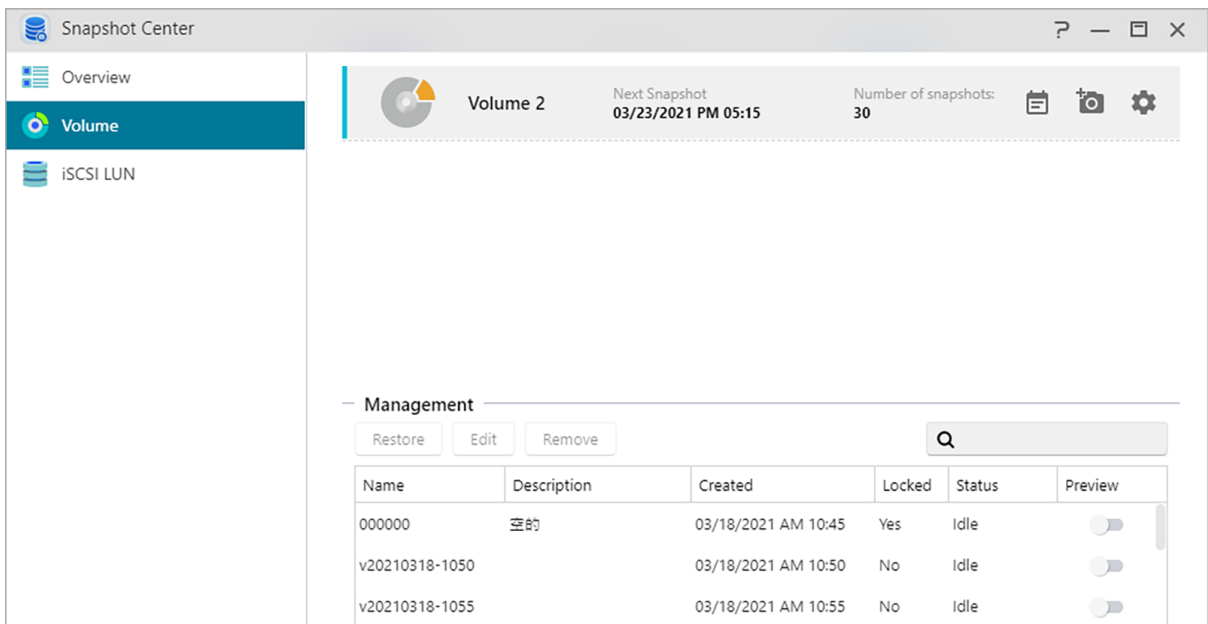 Snapshot Center
Overview
Volume
iSCSI LUN
Volume 2
Next Snapshot
03/23/2021 PM 05:15
Number of snapshots:
30
Management
Restore Edit Remove
Name Description Created Locked Status Preview
000000 空的 03/18/2021 AM 10:45 Yes Idle
v20210318-1050 03/18/2021 AM 10:50 No Idle
v20210318-1055 03/18/2021 AM 10:55 No Idle